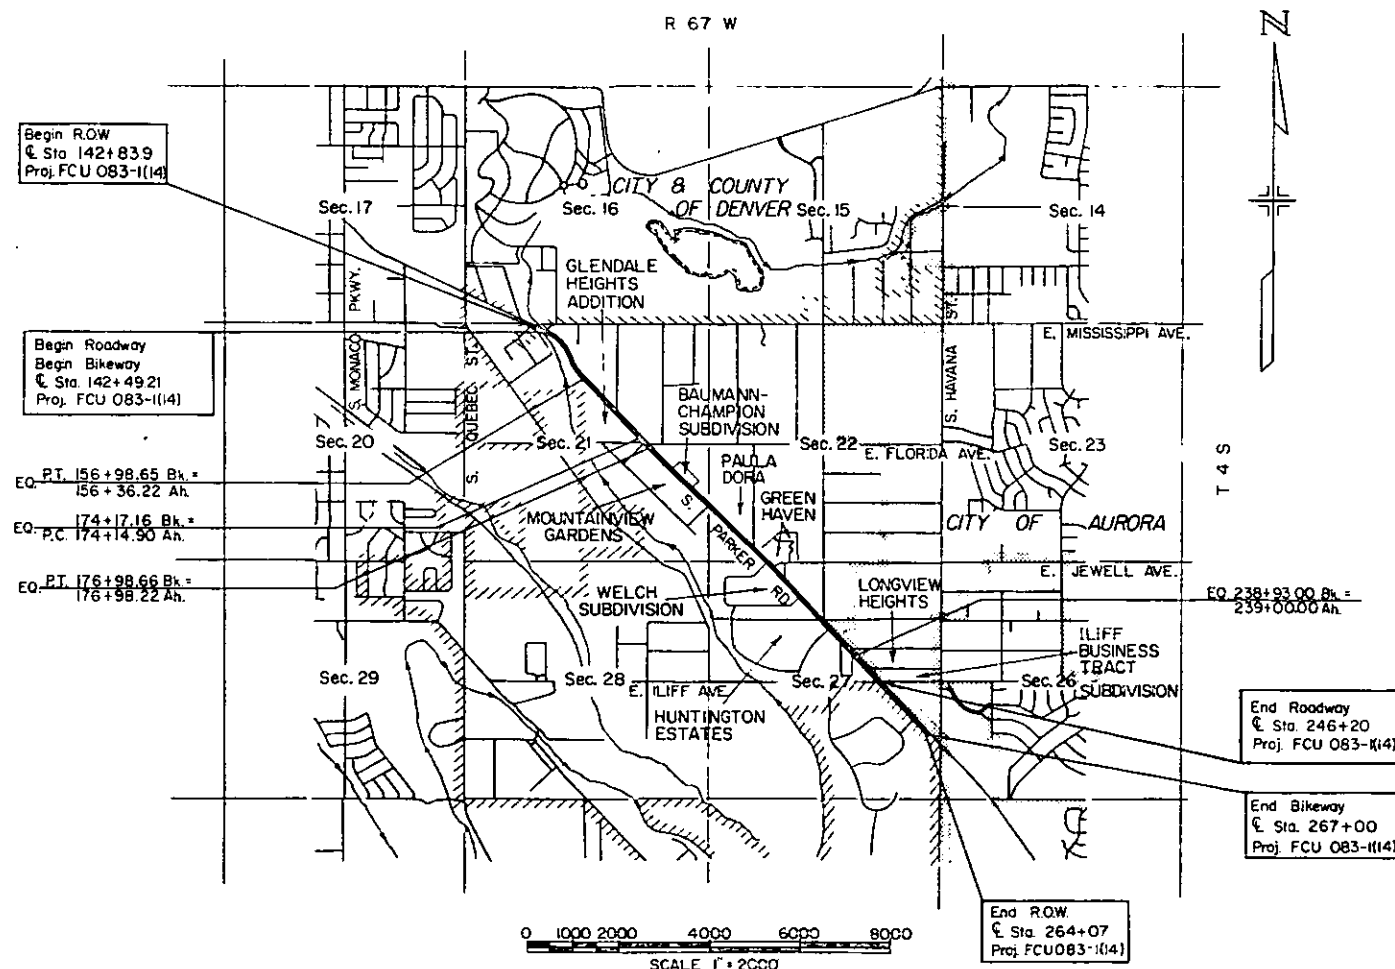 R 67 W
N
Begin R.O.W
℄ Sta 142+83.9
Proj. FCU 083-1(14)
CITY & COUNTY
OF DENVER
Sec. 17
Sec. 16
Sec. 15
Sec. 14
GLENDALE
HEIGHTS
ADDITION
S. MONACO PKWY.
S. QUEBEC ST.
S. HAVANA ST.
E. MISSISSIPPI AVE.
Begin Roadway
Begin Bikeway
℄ Sta. 142+49.21
Proj. FCU 083-1(14)
BAUMANN-
CHAMPION
SUBDIVISION
Sec. 20
Sec. 21
Sec. 22
Sec. 23
E. FLORIDA AVE.
PAULA
DORA
T 4 S
EQ. P.T. 156+98.65 Bk. =
156+36.22 Ah.
GREEN
HAVEN
MOUNTAINVIEW
GARDENS
S. PARKER RD.
CITY OF AURORA
EQ. 174+17.16 Bk. =
P.C. 174+14.90 Ah.
E. JEWELL AVE.
EQ. P.T. 176+98.66 Bk. =
176+98.22 Ah.
WELCH
SUBDIVISION
LONGVIEW
HEIGHTS
EQ. 238+93.00 Bk. =
239+00.00 Ah.
ILIFF
BUSINESS
TRACT
SUBDIVISION
Sec. 29
Sec. 28
Sec. 27
Sec. 26
E. ILIFF AVE.
HUNTINGTON
ESTATES
End Roadway
℄ Sta. 246+20
Proj. FCU 083-1(14)
End Bikeway
℄ Sta. 267+00
Proj. FCU 083-1(14)
End R.O.W.
℄ Sta. 264+07
Proj. FCU083-1(14)
0 1000 2000 4000 6000 8000
SCALE 1" = 2000